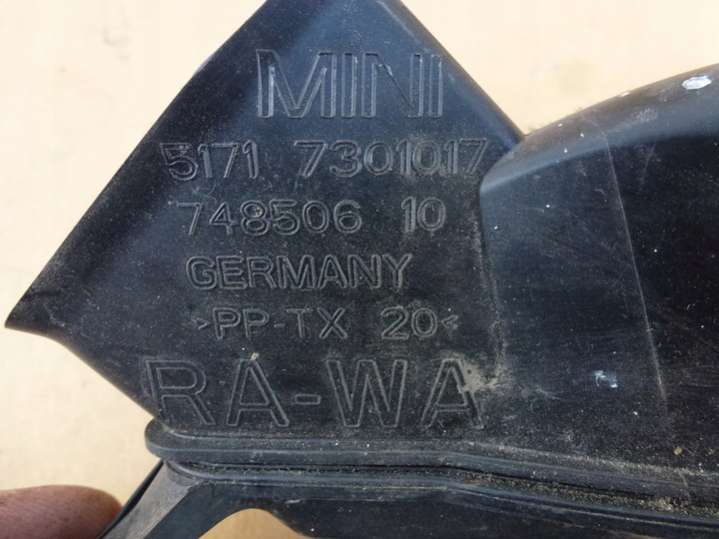 MINI
5171 7301017
748506 10
GERMANY
>PP-TX 20<
RA-WA